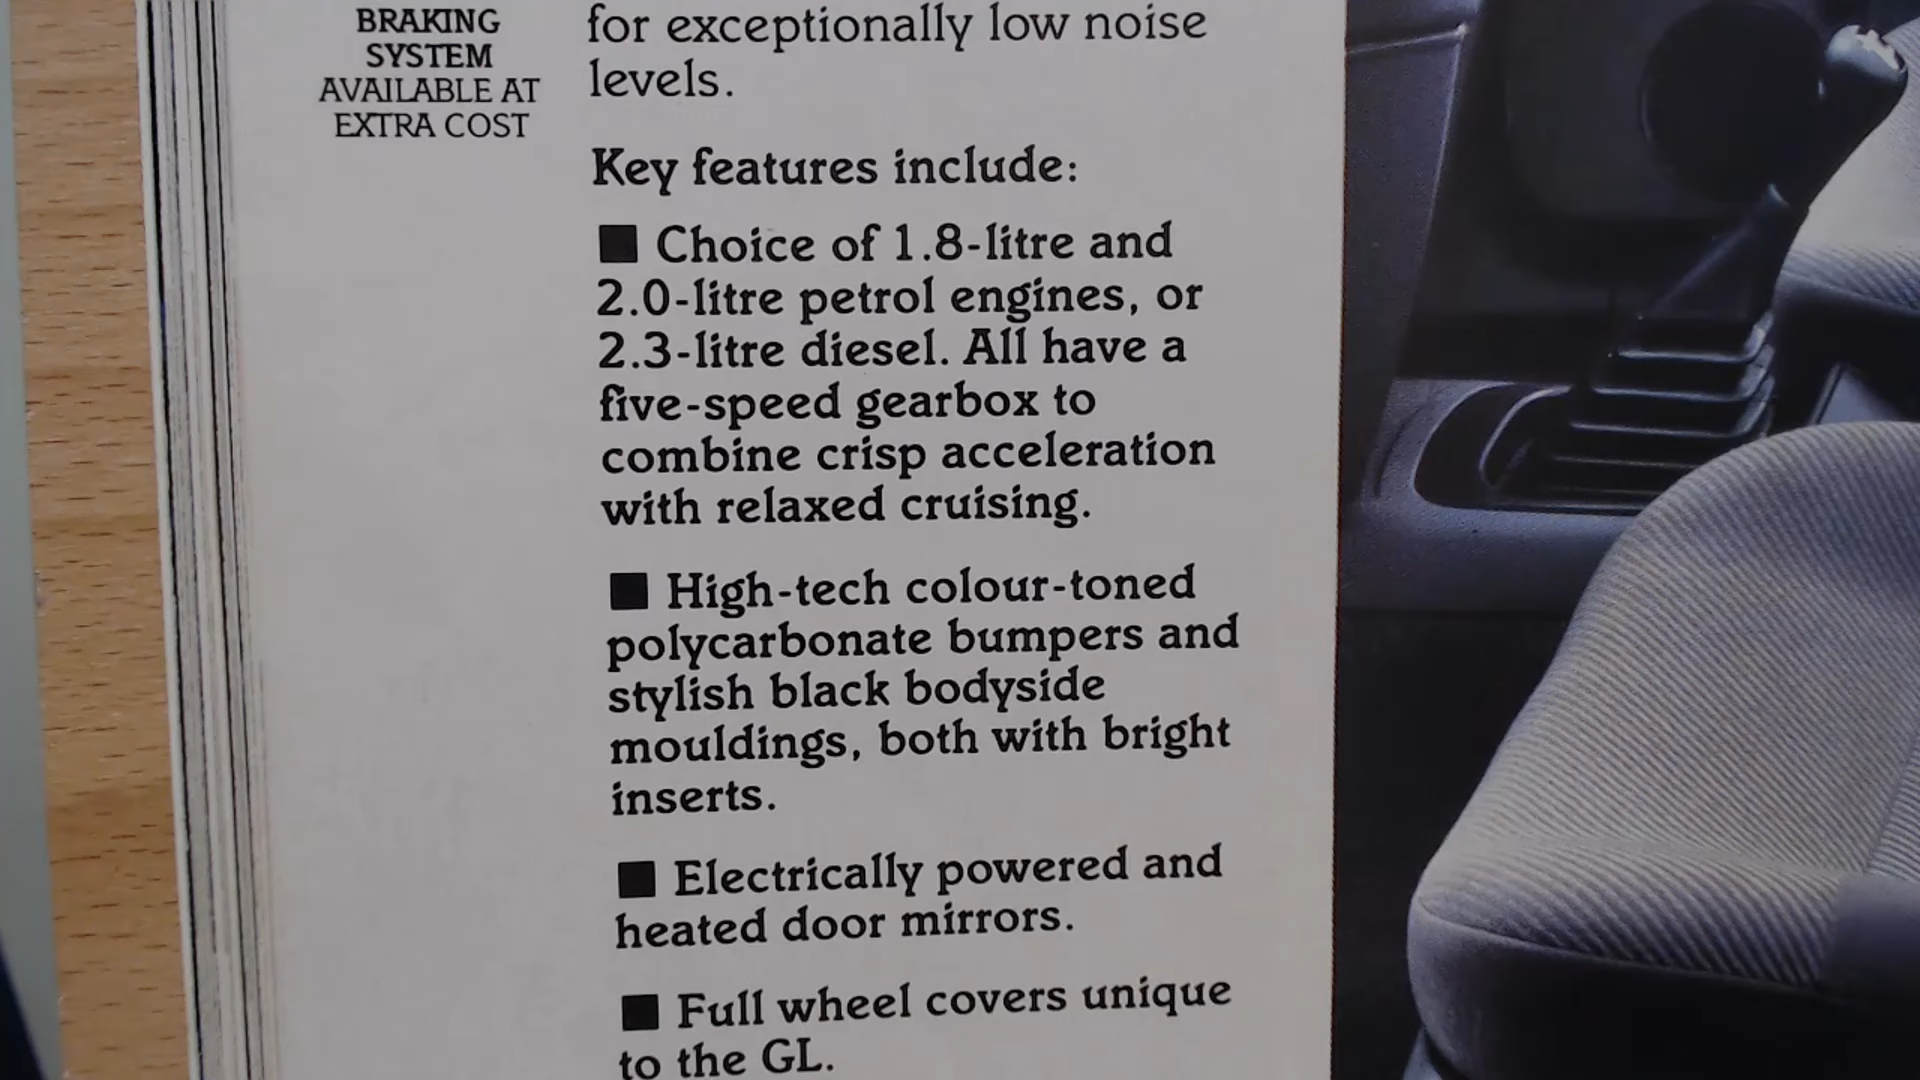 BRAKING
SYSTEM
AVAILABLE AT
EXTRA COST
for exceptionally low noise
levels.
Key features include:
■ Choice of 1.8-litre and
2.0-litre petrol engines, or
2.3-litre diesel. All have a
five-speed gearbox to
combine crisp acceleration
with relaxed cruising.
■ High-tech colour-toned
polycarbonate bumpers and
stylish black bodyside
mouldings, both with bright
inserts.
■ Electrically powered and
heated door mirrors.
■ Full wheel covers unique
to the GL.